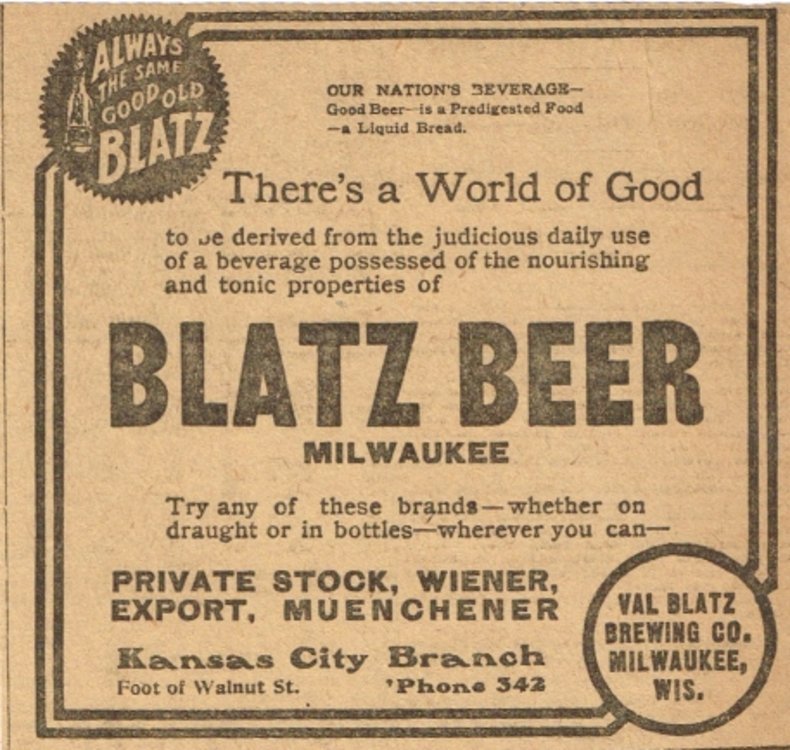 ALWAYS
THE SAME
GOOD OLD
BLATZ
OUR NATION'S BEVERAGE—
Good Beer—is a Predigested Food
—a Liquid Bread.
There's a World of Good
to be derived from the judicious daily use
of a beverage possessed of the nourishing
and tonic properties of
BLATZ BEER
MILWAUKEE
Try any of these brands—whether on
draught or in bottles—wherever you can—
PRIVATE STOCK, WIENER,
EXPORT, MUENCHENER
Kansas City Branch
Foot of Walnut St. 'Phone 342
VAL BLATZ
BREWING CO.
MILWAUKEE,
WIS.